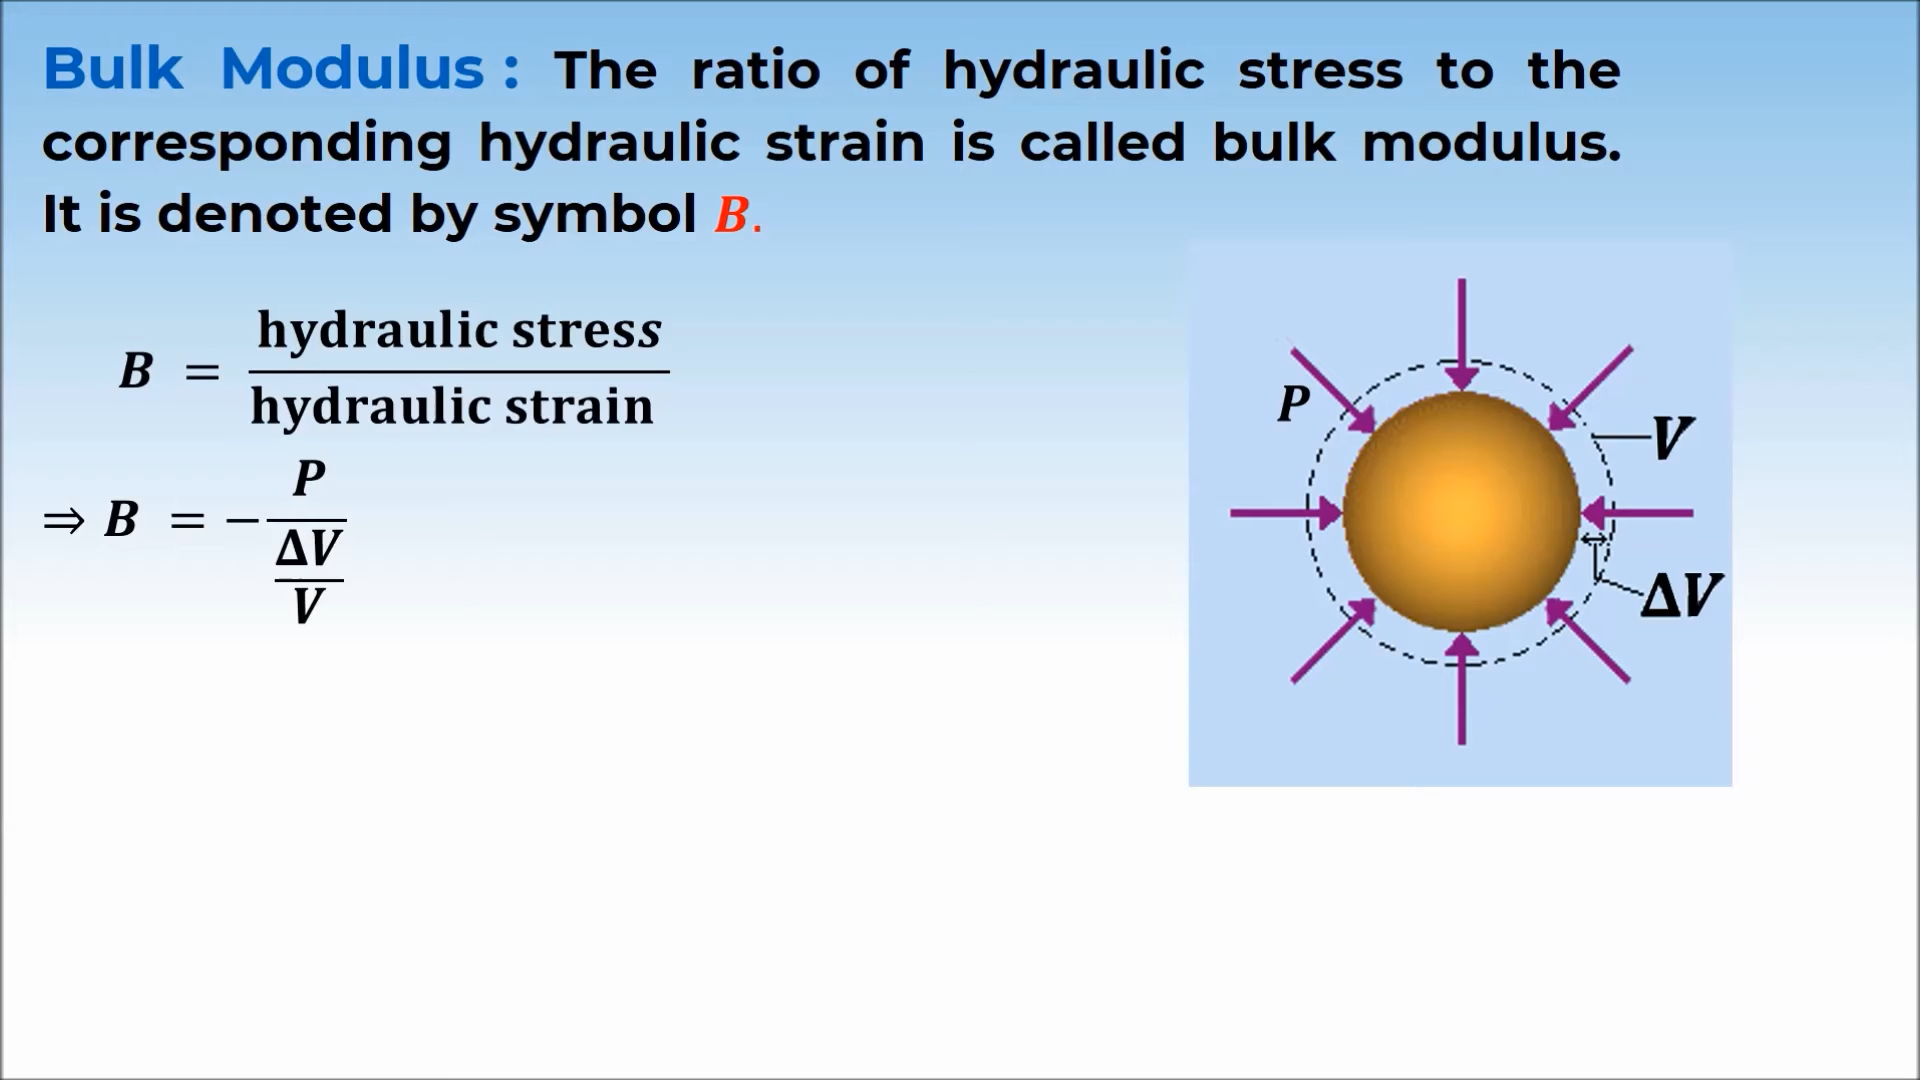 Bulk Modulus : The ratio of hydraulic stress to the
corresponding hydraulic strain is called bulk modulus.
It is denoted by symbol B.
B = hydraulic stress / hydraulic strain
⇒ B = − P / (ΔV / V)
P
V
ΔV